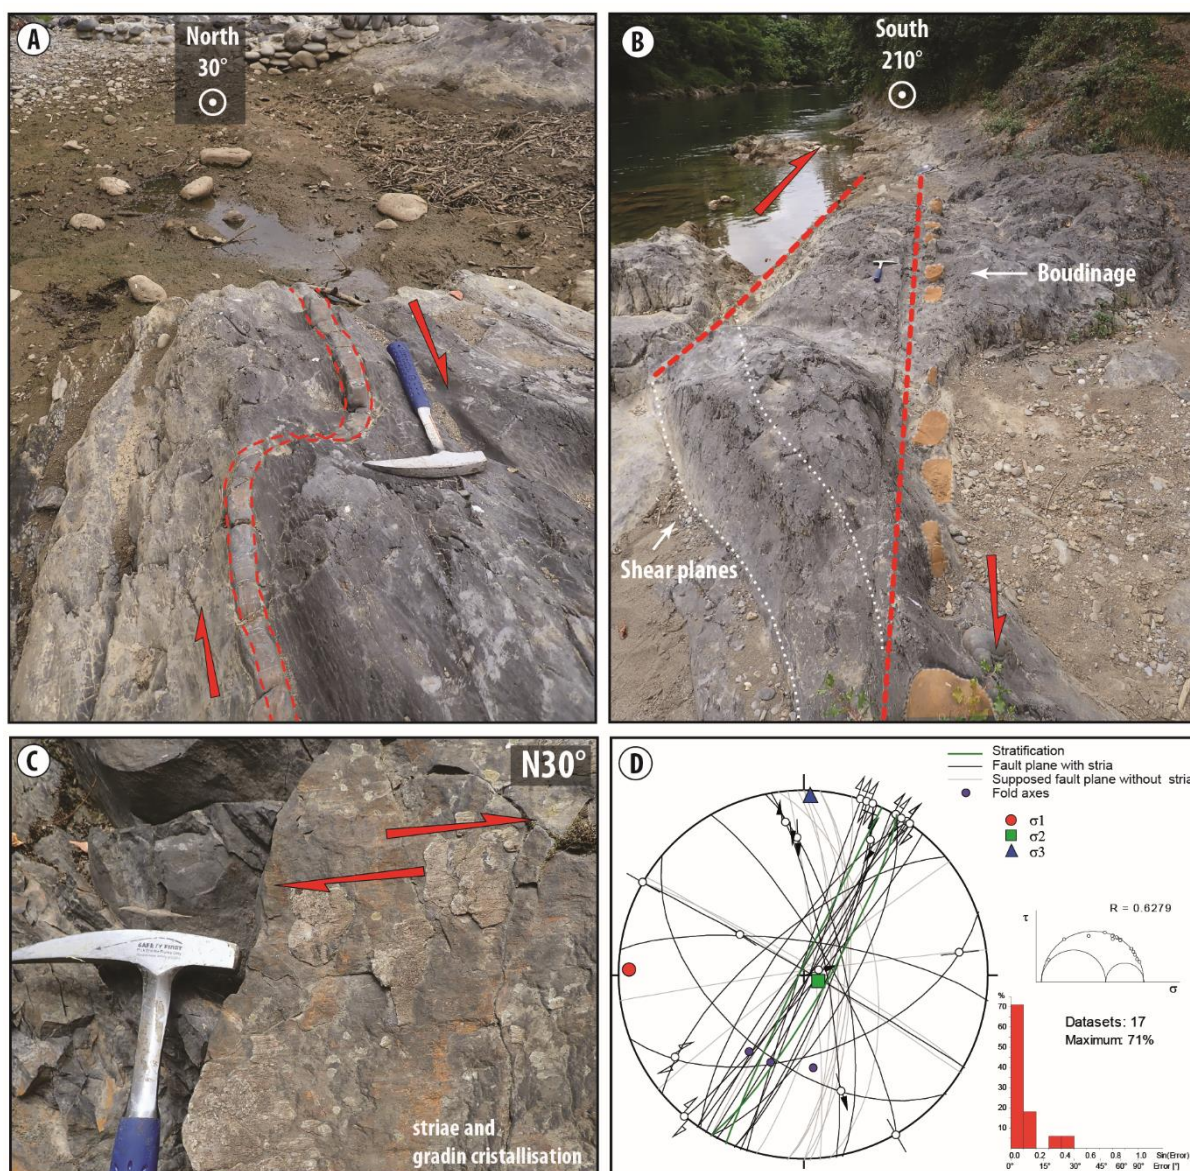 A
North
30°
B
South
210°
Boudinage
Shear planes
C
N30°
SAFETY FIRST
striae and
gradin cristallisation
D
Stratification
Fault plane with stria
Supposed fault plane without stria
Fold axes
σ1
σ2
σ3
R = 0.6279
τ
σ
%
70
60
50
40
30
20
10
Datasets: 17
Maximum: 71%
0.0 0.2 0.4 0.6 0.8 1.0 Sin(Error)
0° 15° 30° 45° 60° 90° Error [°]